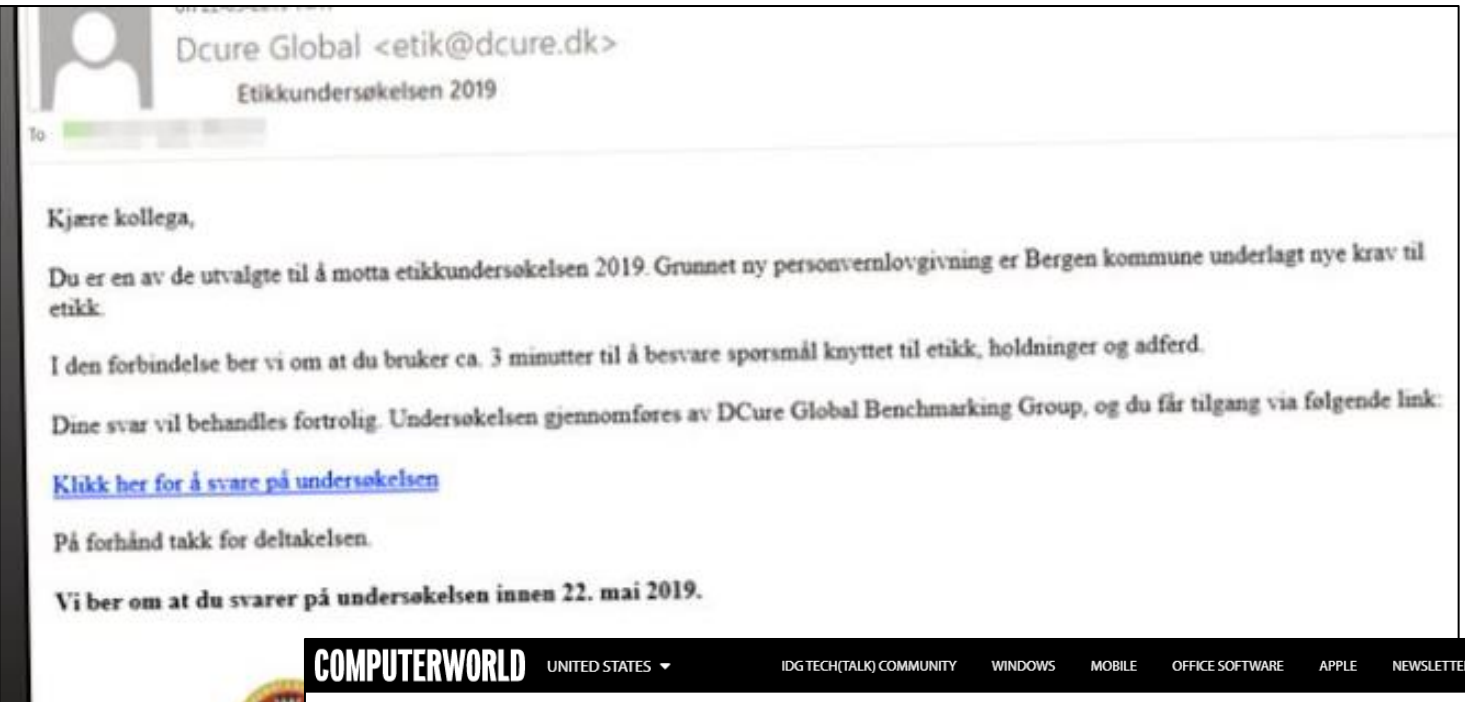 Dcure Global <etik@dcure.dk>
Etikkundersøkelsen 2019
To
Kjære kollega,
Du er en av de utvalgte til å motta etikkundersøkelsen 2019. Grunnet ny personvernlovgivning er Bergen kommune underlagt nye krav til
etikk.
I den forbindelse ber vi om at du bruker ca. 3 minutter til å besvare spørsmål knyttet til etikk, holdninger og adferd.
Dine svar vil behandles fortrolig. Undersøkelsen gjennomføres av DCure Global Benchmarking Group, og du får tilgang via følgende link:
Klikk her for å svare på undersøkelsen
På forhånd takk for deltakelsen.
Vi ber om at du svarer på undersøkelsen innen 22. mai 2019.
COMPUTERWORLD UNITED STATES IDG TECH(TALK) COMMUNITY WINDOWS MOBILE OFFICE SOFTWARE APPLE NEWSLETTE